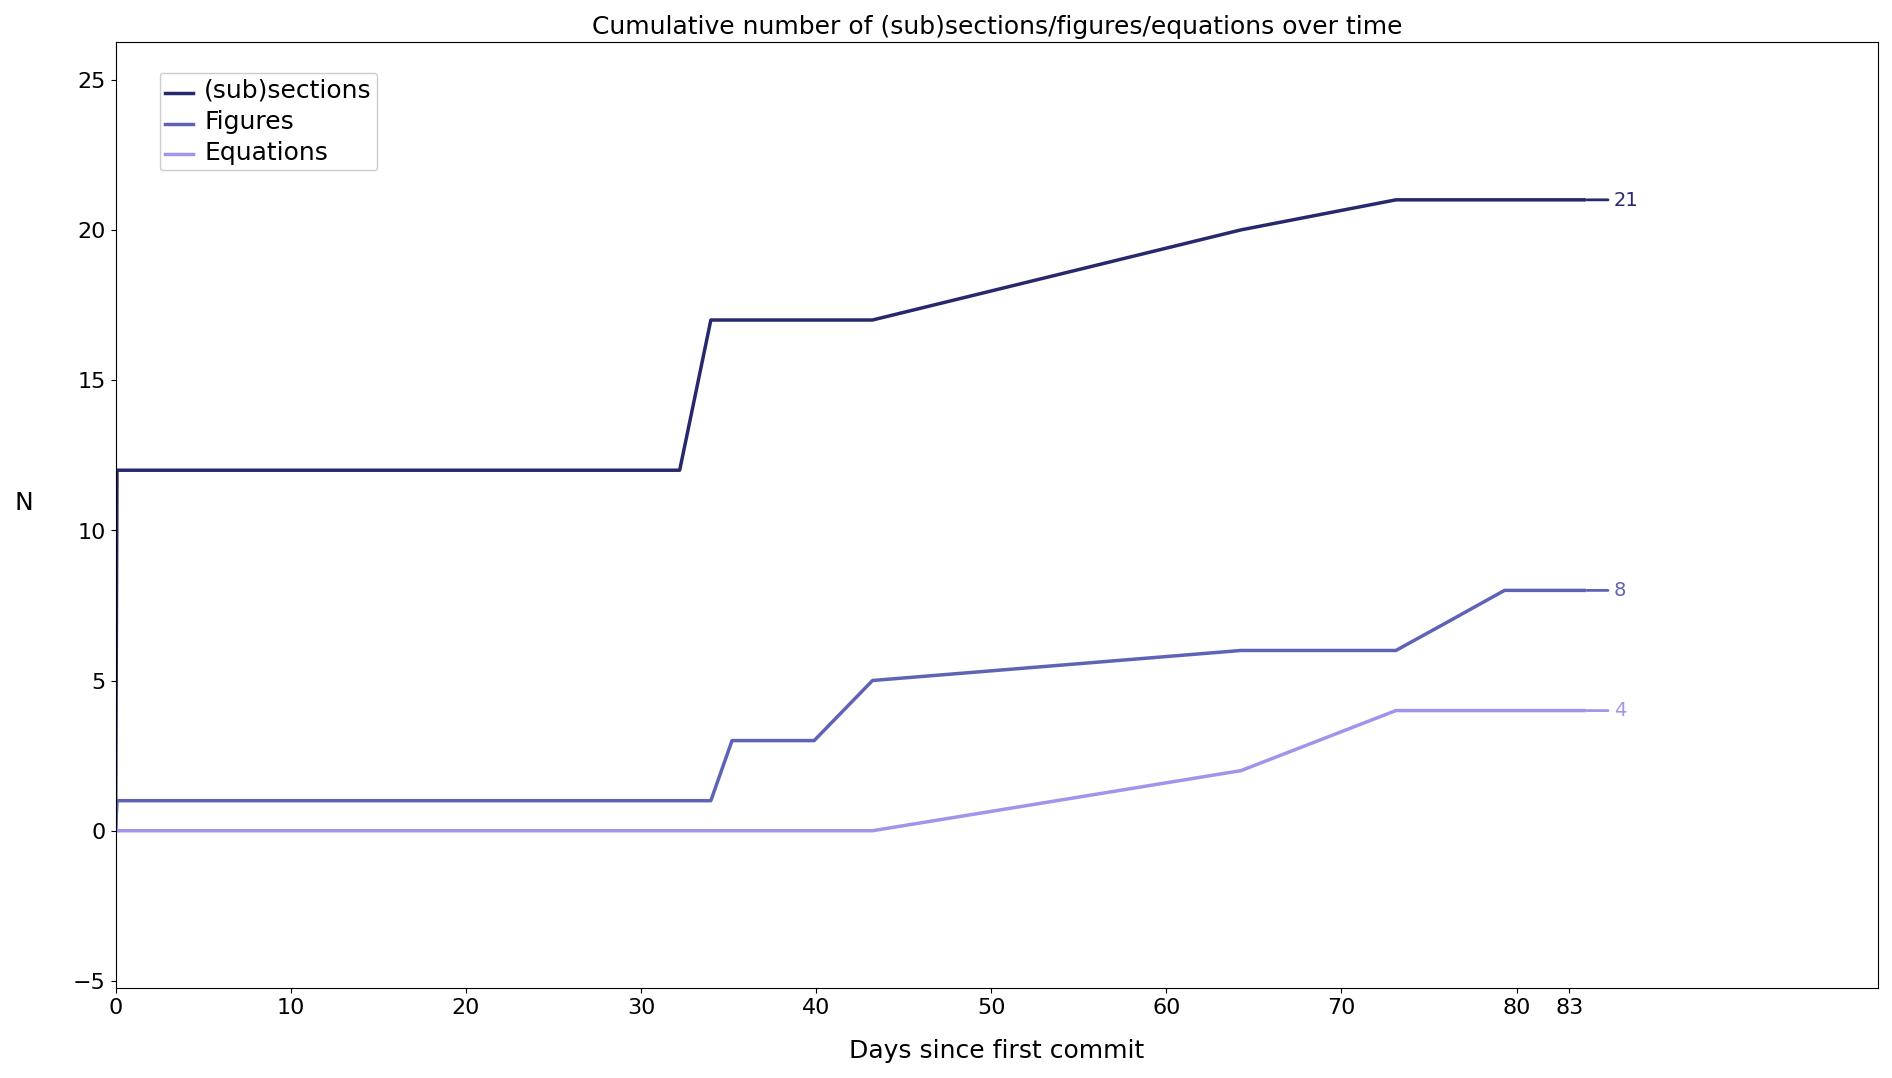 Cumulative number of (sub)sections/figures/equations over time
25
20
15
10
5
0
−5
N
(sub)sections
Figures
Equations
21
8
4
0 10 20 30 40 50 60 70 80 83
Days since first commit